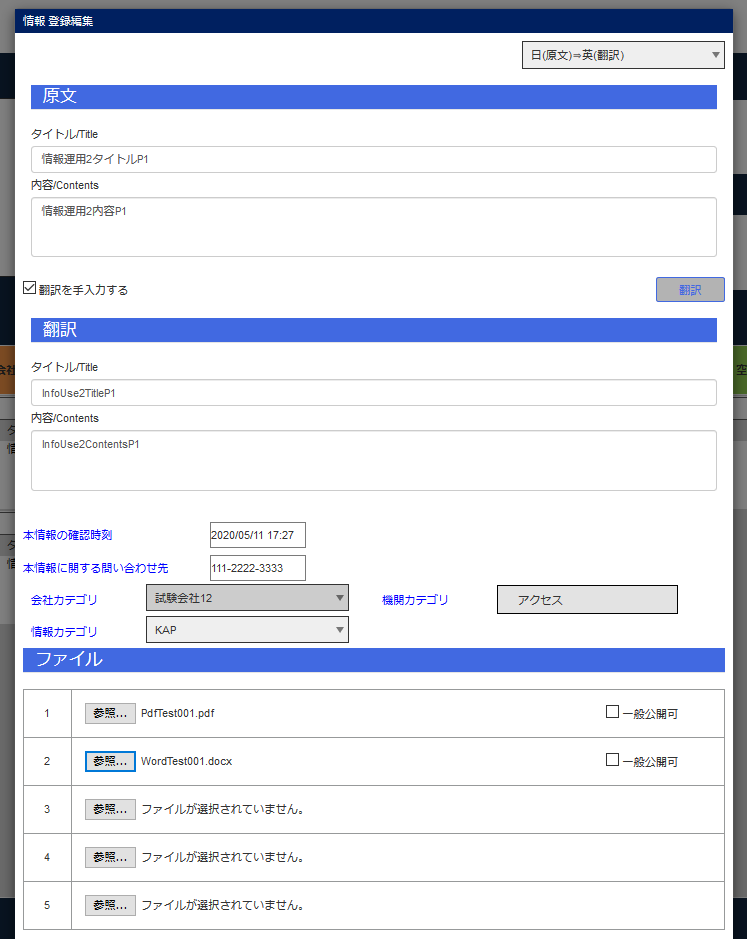 情報 登録編集
日(原文)⇒英(翻訳)
原文
タイトル/Title
情報運用2タイトルP1
内容/Contents
情報運用2内容P1
翻訳を手入力する
翻訳
翻訳
タイトル/Title
InfoUse2TitleP1
内容/Contents
InfoUse2ContentsP1
本情報の確認時刻 2020/05/11 17:27
本情報に関する問い合わせ先 111-2222-3333
会社カテゴリ 試験会社12 機関カテゴリ アクセス
情報カテゴリ KAP
ファイル
1 参照... PdfTest001.pdf 一般公開可
2 参照... WordTest001.docx 一般公開可
3 参照... ファイルが選択されていません。
4 参照... ファイルが選択されていません。
5 参照... ファイルが選択されていません。